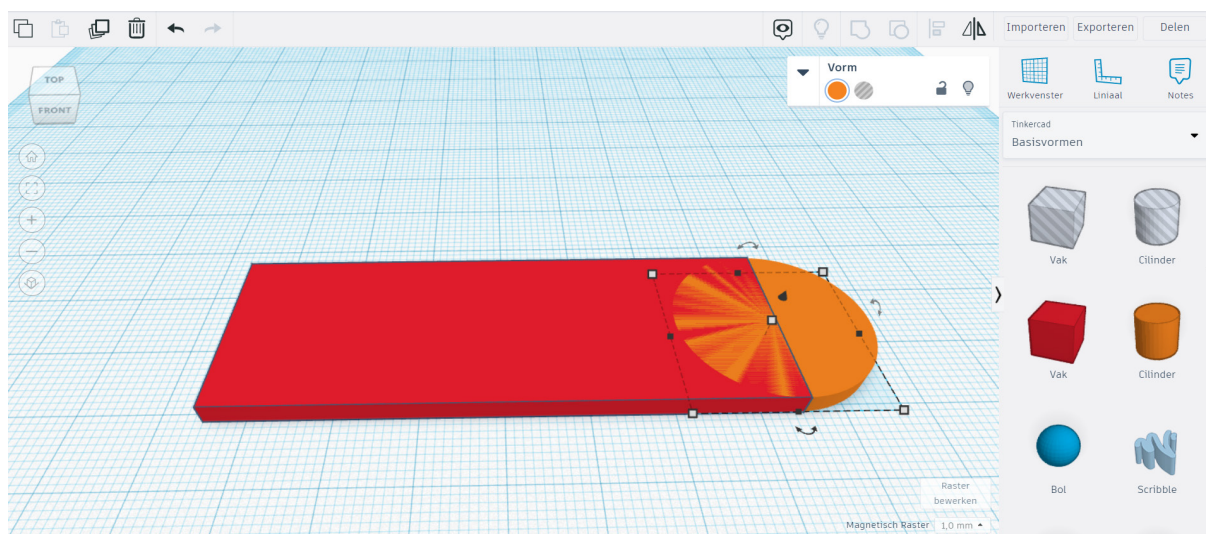 Importeren Exporteren Delen
TOP
FRONT
Vorm
Werkvenster Liniaal Notes
Tinkercad
Basisvormen
Vak Cilinder
Vak Cilinder
Bol Scribble
Raster
bewerken
Magnetisch Raster 1,0 mm